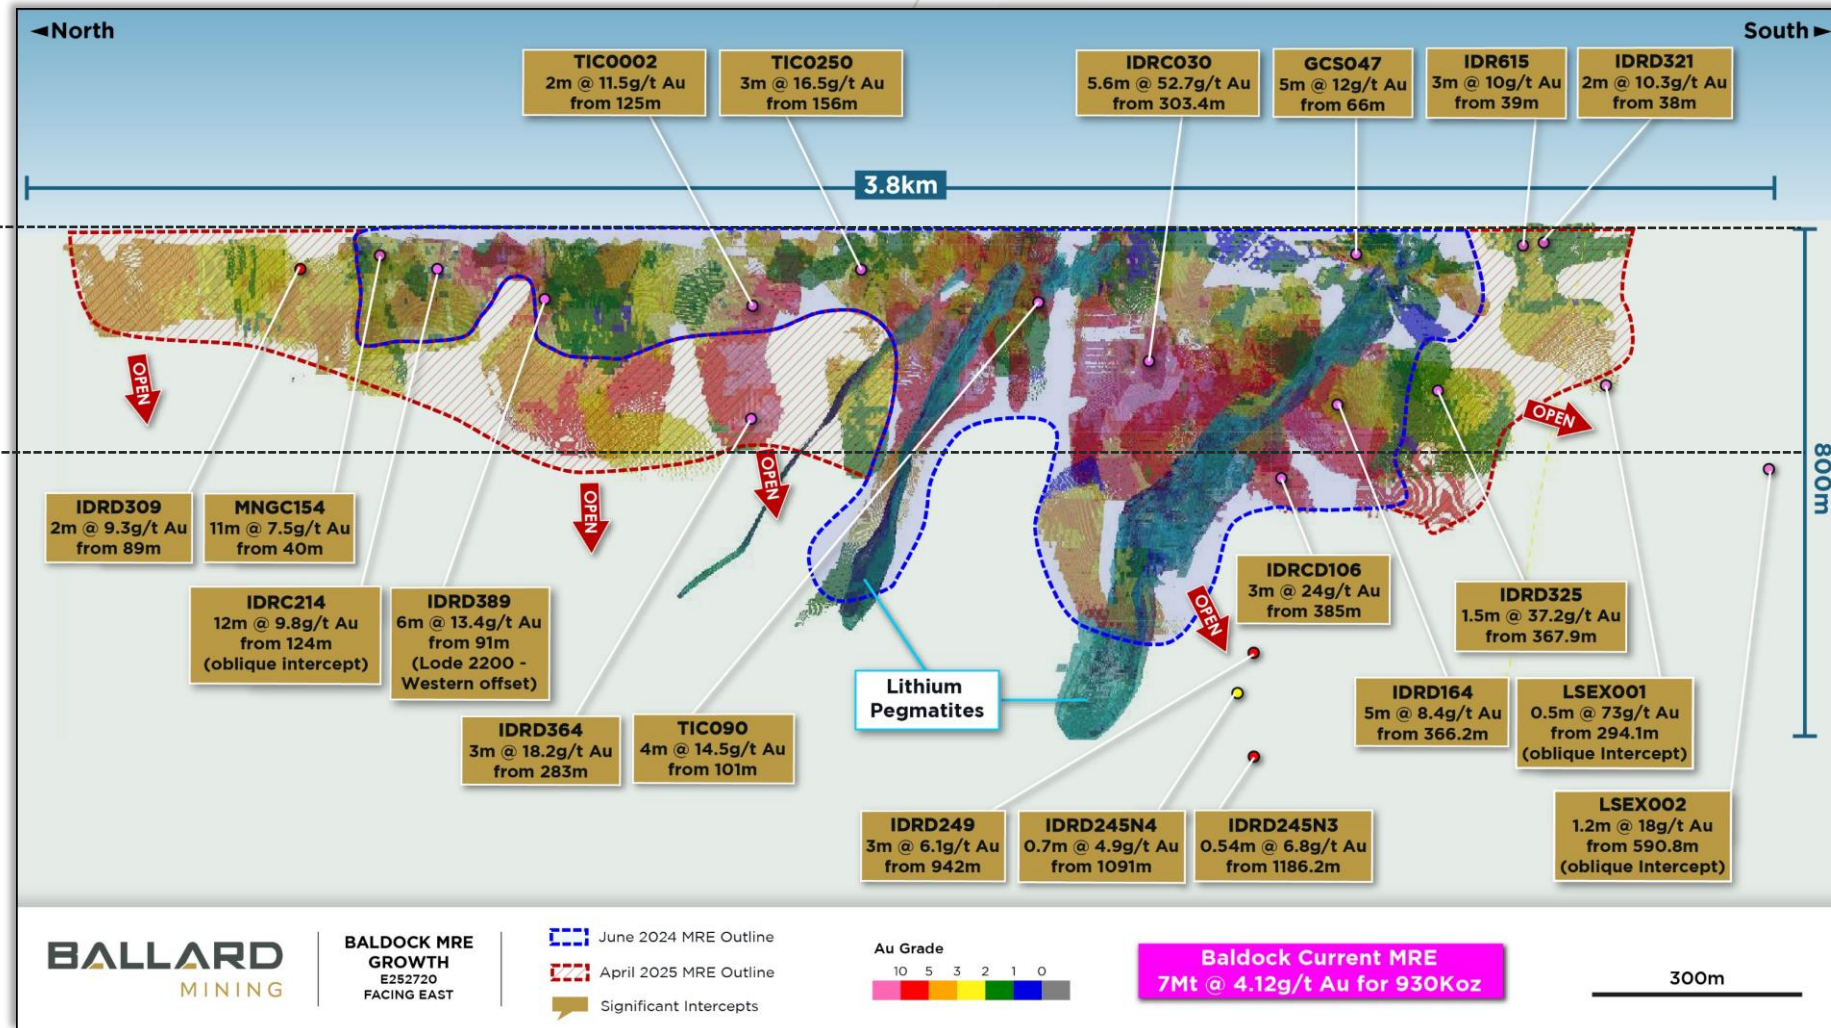 ◄North
South►
TIC0002
2m @ 11.5g/t Au
from 125m
TIC0250
3m @ 16.5g/t Au
from 156m
IDRC030
5.6m @ 52.7g/t Au
from 303.4m
GCS047
5m @ 12g/t Au
from 66m
IDR615
3m @ 10g/t Au
from 39m
IDRD321
2m @ 10.3g/t Au
from 38m
3.8km
OPEN
OPEN
OPEN
OPEN
OPEN
800m
IDRD309
2m @ 9.3g/t Au
from 89m
MNGC154
11m @ 7.5g/t Au
from 40m
IDRC214
12m @ 9.8g/t Au
from 124m
(oblique intercept)
IDRD389
6m @ 13.4g/t Au
from 91m
(Lode 2200 -
Western offset)
IDRD364
3m @ 18.2g/t Au
from 283m
TIC090
4m @ 14.5g/t Au
from 101m
Lithium
Pegmatites
IDRCD106
3m @ 24g/t Au
from 385m
IDRD325
1.5m @ 37.2g/t Au
from 367.9m
IDRD164
5m @ 8.4g/t Au
from 366.2m
LSEX001
0.5m @ 73g/t Au
from 294.1m
(oblique Intercept)
IDRD249
3m @ 6.1g/t Au
from 942m
IDRD245N4
0.7m @ 4.9g/t Au
from 1091m
IDRD245N3
0.54m @ 6.8g/t Au
from 1186.2m
LSEX002
1.2m @ 18g/t Au
from 590.8m
(oblique Intercept)
BALLARD
MINING
BALDOCK MRE
GROWTH
E252720
FACING EAST
June 2024 MRE Outline
April 2025 MRE Outline
Significant Intercepts
Au Grade
10 5 3 2 1 0
Baldock Current MRE
7Mt @ 4.12g/t Au for 930Koz
300m